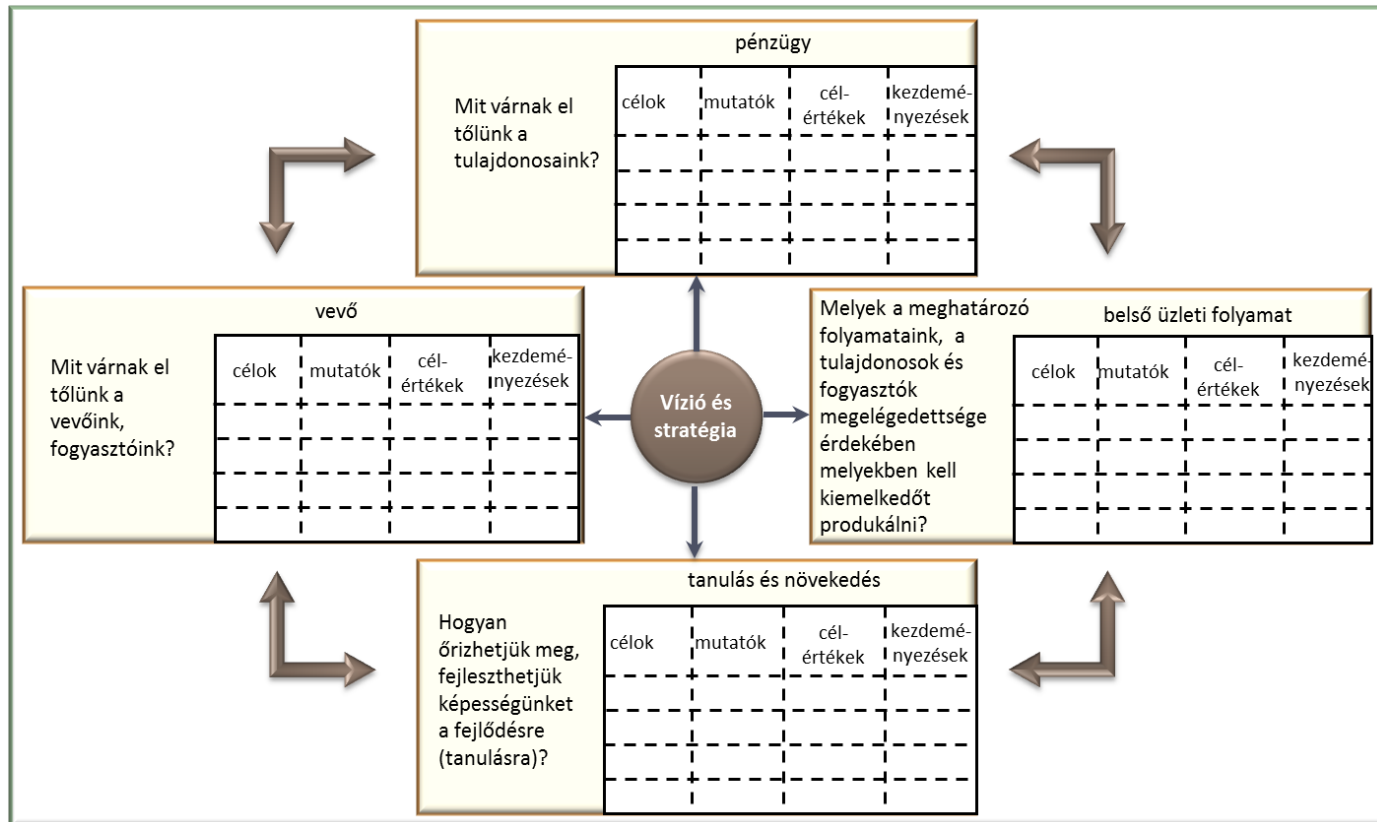 pénzügy
Mit várnak el
tőlünk a
tulajdonosaink?
célok
mutatók
cél-
értékek
kezdemé-
nyezések
vevő
Mit várnak el
tőlünk a
vevőink,
fogyasztóink?
célok
mutatók
cél-
értékek
kezdemé-
nyezések
Vízió és
stratégia
Melyek a meghatározó
folyamataink, a
tulajdonosok és
fogyasztók
megelégedettsége
érdekében
melyekben kell
kiemelkedőt
produkálni?
belső üzleti folyamat
célok
mutatók
cél-
értékek
kezdemé-
nyezések
tanulás és növekedés
Hogyan
őrizhetjük meg,
fejleszthetjük
képességünket
a fejlődésre
(tanulásra)?
célok
mutatók
cél-
értékek
kezdemé-
nyezések